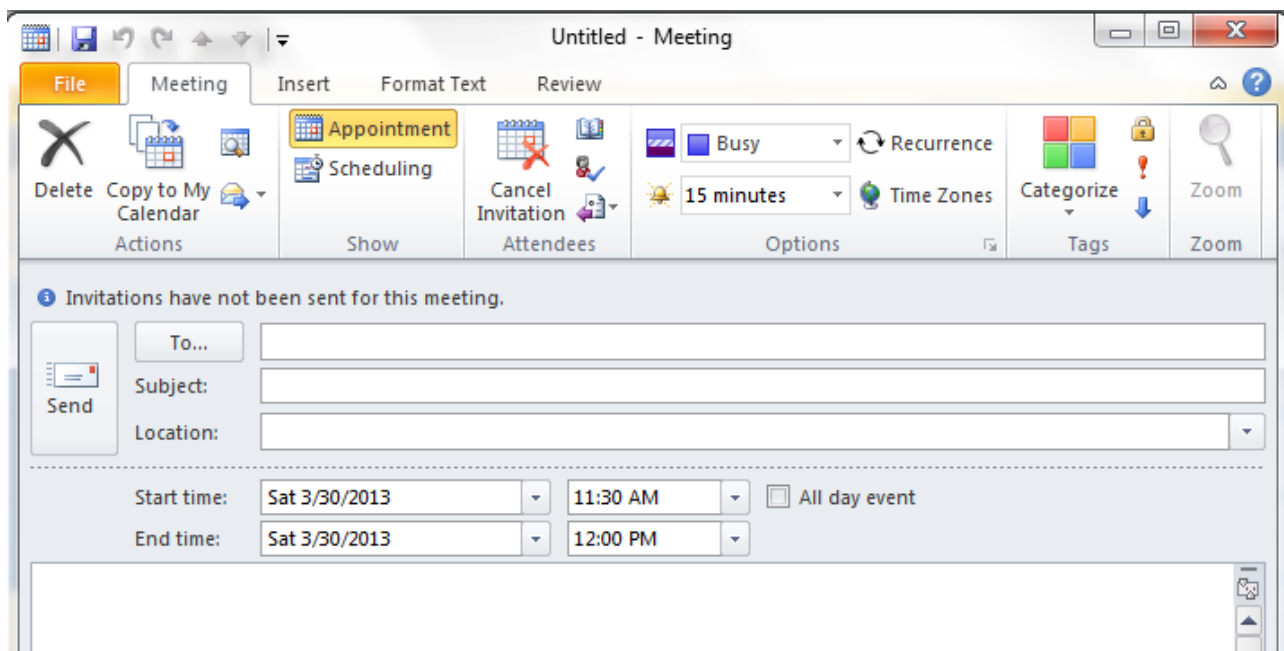 Untitled - Meeting
File Meeting Insert Format Text Review
Appointment
Scheduling
Delete
Copy to My
Calendar
Actions
Show
Cancel
Invitation
Attendees
Busy
Recurrence
15 minutes
Time Zones
Options
Categorize
Tags
Zoom
Zoom
Invitations have not been sent for this meeting.
Send
To...
Subject:
Location:
Start time: Sat 3/30/2013 11:30 AM All day event
End time: Sat 3/30/2013 12:00 PM